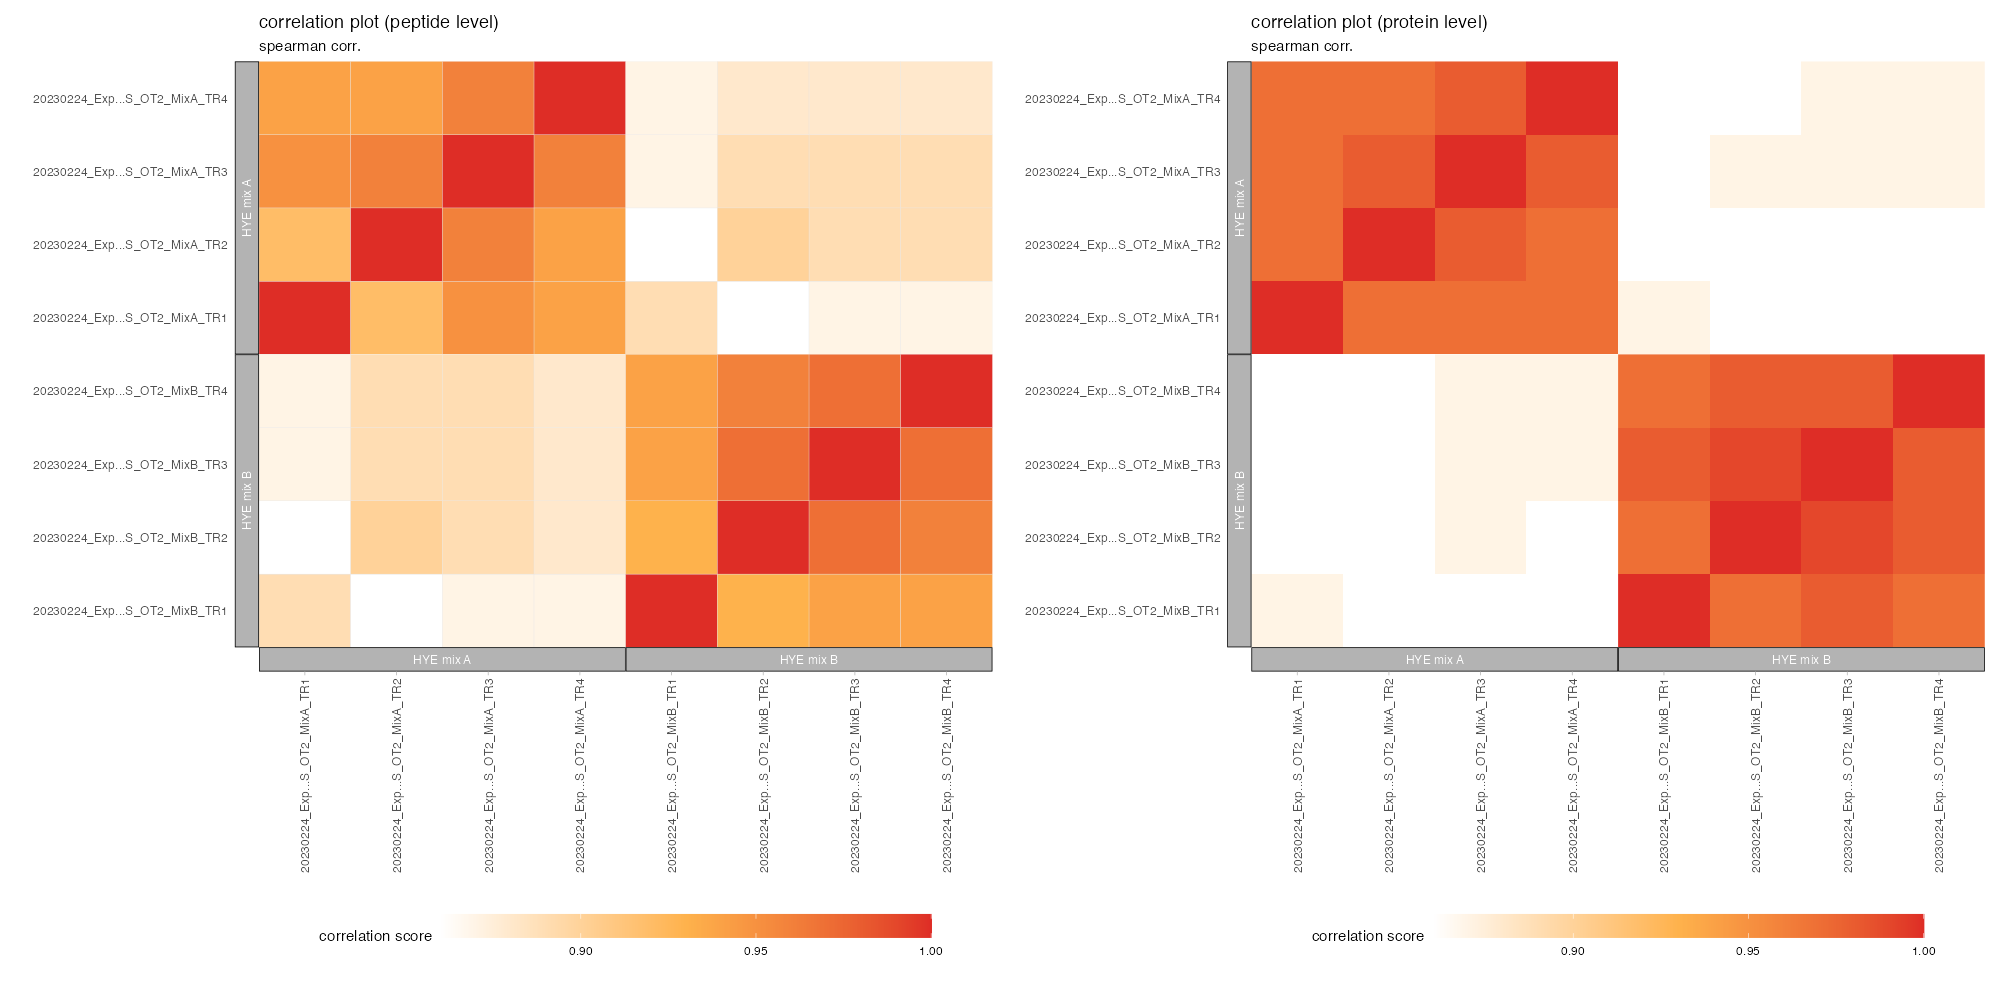 correlation plot (peptide level)
spearman corr.
20230224_Exp...S_OT2_MixA_TR4
20230224_Exp...S_OT2_MixA_TR3
20230224_Exp...S_OT2_MixA_TR2
20230224_Exp...S_OT2_MixA_TR1
20230224_Exp...S_OT2_MixB_TR4
20230224_Exp...S_OT2_MixB_TR3
20230224_Exp...S_OT2_MixB_TR2
20230224_Exp...S_OT2_MixB_TR1
HYE mix A
HYE mix B
HYE mix A
HYE mix B
20230224_Exp...S_OT2_MixA_TR1
20230224_Exp...S_OT2_MixA_TR2
20230224_Exp...S_OT2_MixA_TR3
20230224_Exp...S_OT2_MixA_TR4
20230224_Exp...S_OT2_MixB_TR1
20230224_Exp...S_OT2_MixB_TR2
20230224_Exp...S_OT2_MixB_TR3
20230224_Exp...S_OT2_MixB_TR4
correlation score
0.90
0.95
1.00
correlation plot (protein level)
spearman corr.
20230224_Exp...S_OT2_MixA_TR4
20230224_Exp...S_OT2_MixA_TR3
20230224_Exp...S_OT2_MixA_TR2
20230224_Exp...S_OT2_MixA_TR1
20230224_Exp...S_OT2_MixB_TR4
20230224_Exp...S_OT2_MixB_TR3
20230224_Exp...S_OT2_MixB_TR2
20230224_Exp...S_OT2_MixB_TR1
HYE mix A
HYE mix B
HYE mix A
HYE mix B
20230224_Exp...S_OT2_MixA_TR1
20230224_Exp...S_OT2_MixA_TR2
20230224_Exp...S_OT2_MixA_TR3
20230224_Exp...S_OT2_MixA_TR4
20230224_Exp...S_OT2_MixB_TR1
20230224_Exp...S_OT2_MixB_TR2
20230224_Exp...S_OT2_MixB_TR3
20230224_Exp...S_OT2_MixB_TR4
correlation score
0.90
0.95
1.00